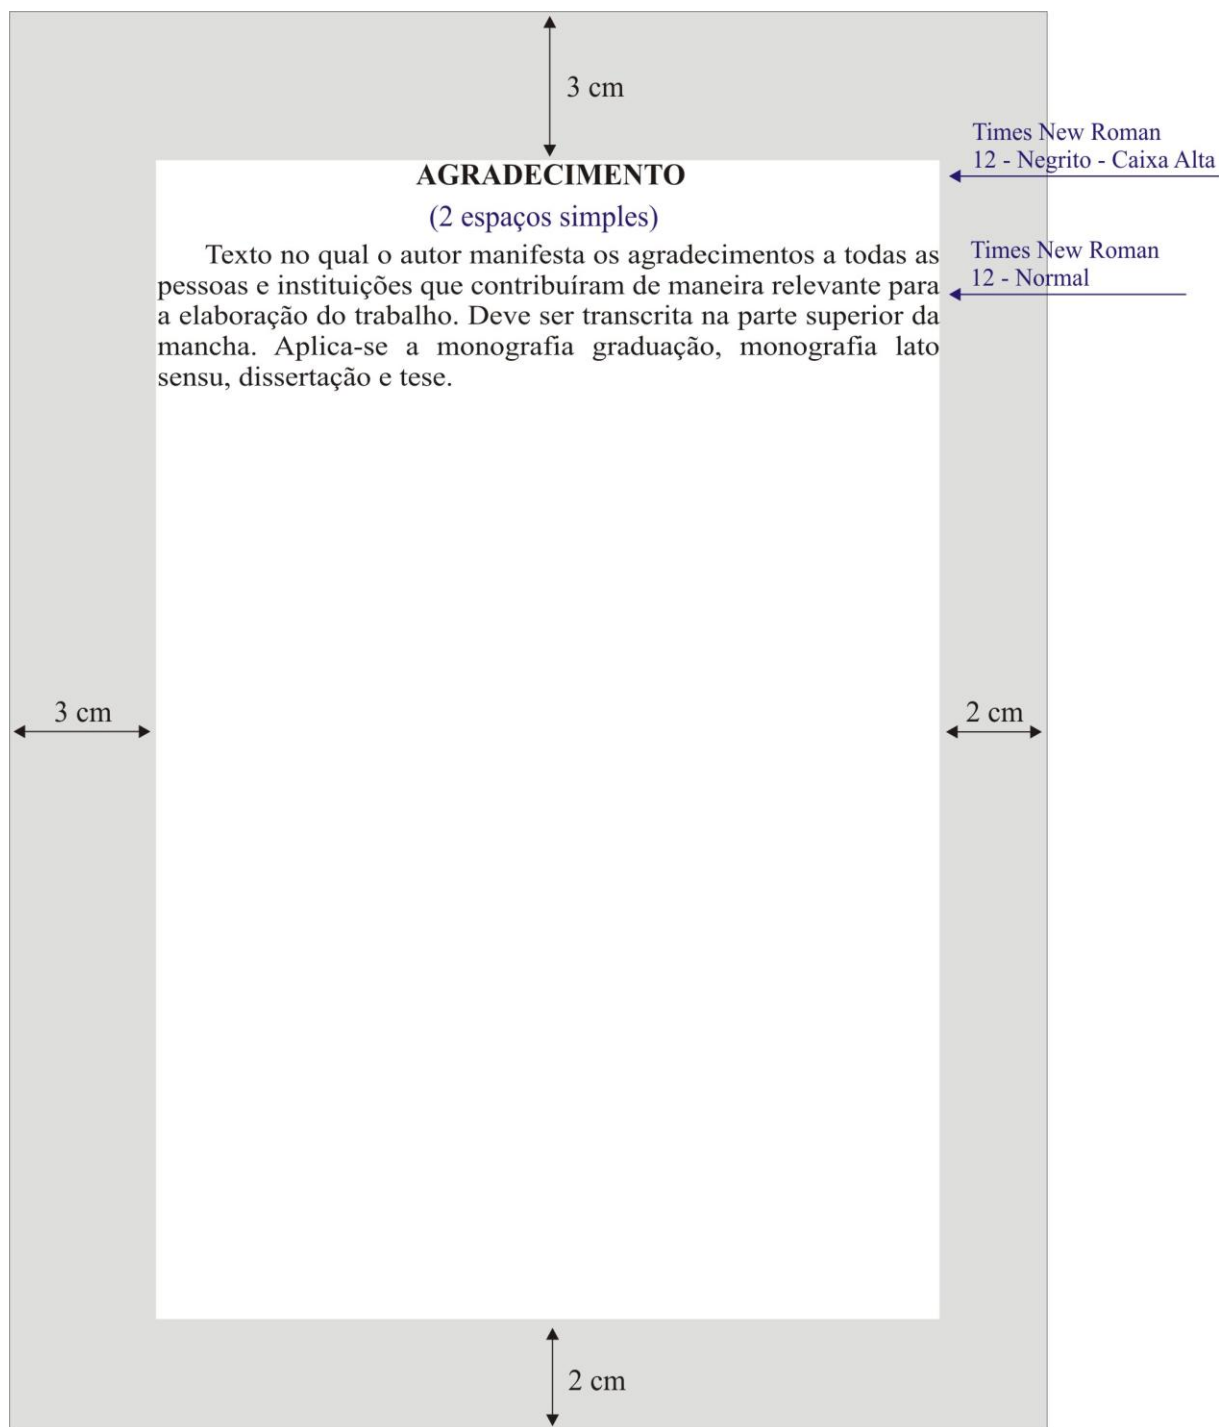 3 cm
Times New Roman
12 - Negrito - Caixa Alta
AGRADECIMENTO
(2 espaços simples)
Texto no qual o autor manifesta os agradecimentos a todas as
pessoas e instituições que contribuíram de maneira relevante para
a elaboração do trabalho. Deve ser transcrita na parte superior da
mancha. Aplica-se a monografia graduação, monografia lato
sensu, dissertação e tese.
Times New Roman
12 - Normal
3 cm
2 cm
2 cm